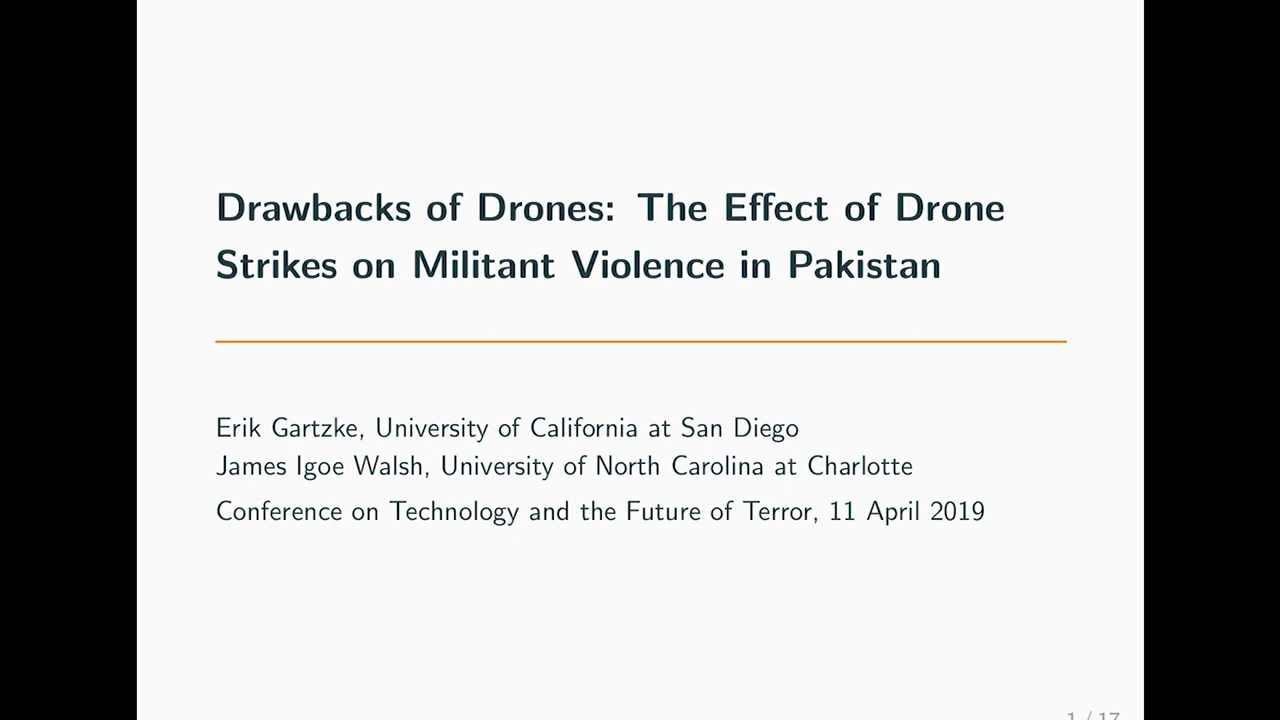 Drawbacks of Drones: The Effect of Drone
Strikes on Militant Violence in Pakistan
Erik Gartzke, University of California at San Diego
James Igoe Walsh, University of North Carolina at Charlotte
Conference on Technology and the Future of Terror, 11 April 2019
1 / 17